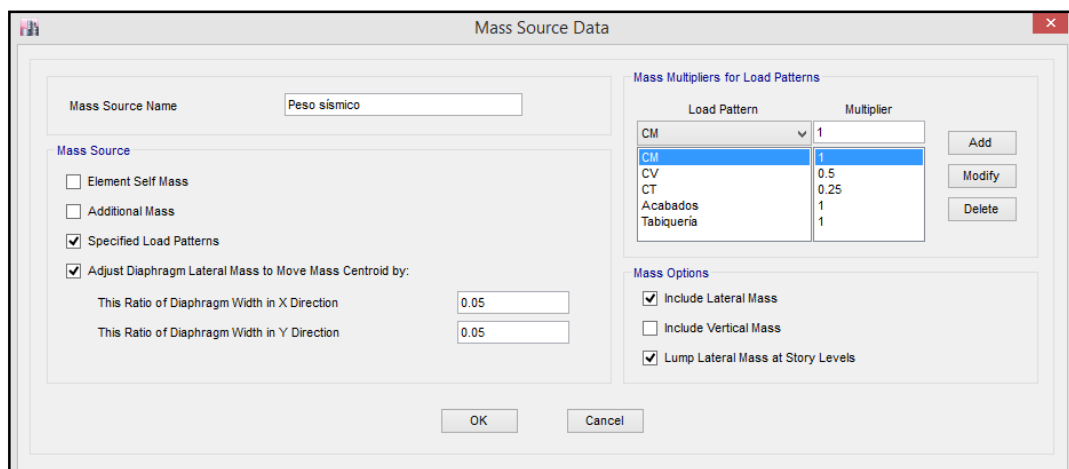 Mass Source Data
Mass Source Name Peso sísmico
Mass Source
Element Self Mass
Additional Mass
Specified Load Patterns
Adjust Diaphragm Lateral Mass to Move Mass Centroid by:
This Ratio of Diaphragm Width in X Direction 0.05
This Ratio of Diaphragm Width in Y Direction 0.05
Mass Multipliers for Load Patterns
Load Pattern Multiplier
CM 1
CM 1
CV 0.5
CT 0.25
Acabados 1
Tabiquería 1
Add
Modify
Delete
Mass Options
Include Lateral Mass
Include Vertical Mass
Lump Lateral Mass at Story Levels
OK Cancel